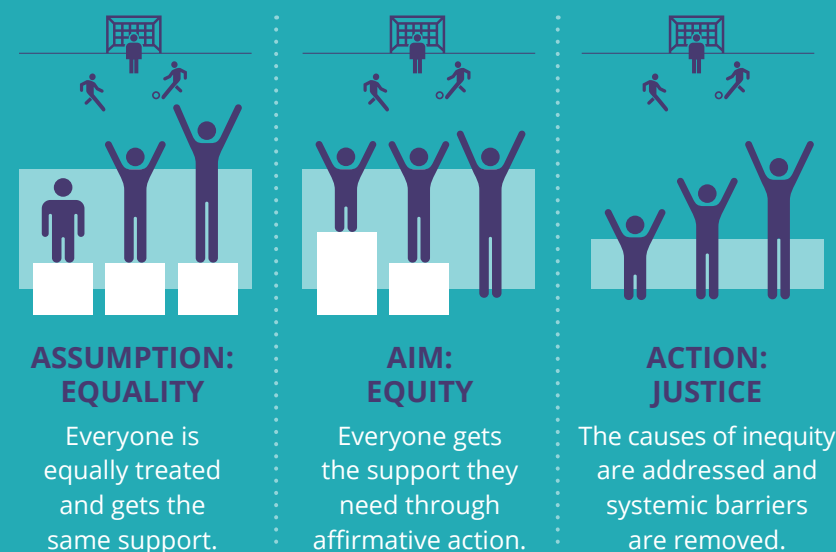 ASSUMPTION:
EQUALITY
Everyone is
equally treated
and gets the
same support.
AIM:
EQUITY
Everyone gets
the support they
need through
affirmative action.
ACTION:
JUSTICE
The causes of inequity
are addressed and
systemic barriers
are removed.